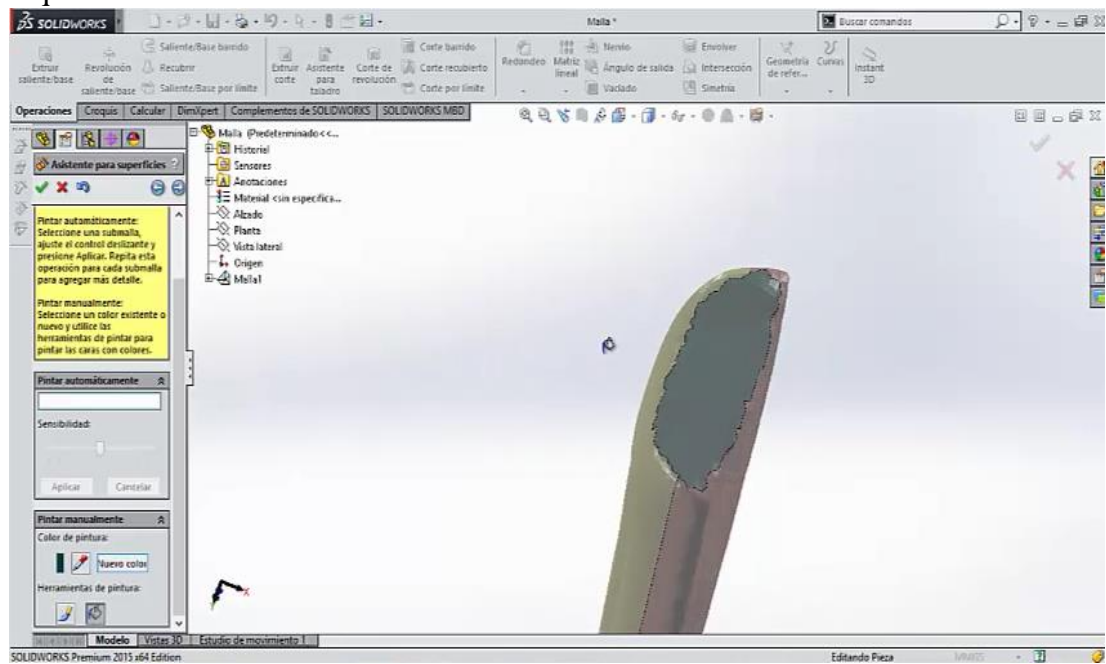 SOLIDWORKS
Malla *
Buscar comandos
Extruir saliente/base
Revolución de saliente/base
Saliente/Base barrido
Recubrir
Saliente/Base por límite
Extruir corte
Asistente para taladro
Corte de revolución
Corte barrido
Corte recubierto
Corte por límite
Redondeo
Matriz lineal
Nervio
Ángulo de salida
Vaciado
Envolver
Intersección
Simetría
Geometría de refer...
Curvas
Instant 3D
Operaciones
Croquis
Calcular
DimXpert
Complementos de SOLIDWORKS
SOLIDWORKS MBD
Asistente para superficies
?
Pintar automáticamente:
Seleccione una submalla,
ajuste el control deslizante y
presione Aplicar. Repita esta
operación para cada submalla
para agregar más detalle.
Pintar manualmente:
Seleccione un color existente o
nuevo y utilice las
herramientas de pintar para
pintar las caras con colores.
Pintar automáticamente
Sensibilidad:
Aplicar
Cancelar
Pintar manualmente
Color de pintura:
Nuevo color
Herramientas de pintura:
Malla (Predeterminado<<...
Historial
Sensores
Anotaciones
Material <sin especifica...
Alzado
Planta
Vista lateral
Origen
Malla1
x
Modelo
Vistas 3D
Estudio de movimiento 1
SOLIDWORKS Premium 2015 x64 Edition
Editando Pieza